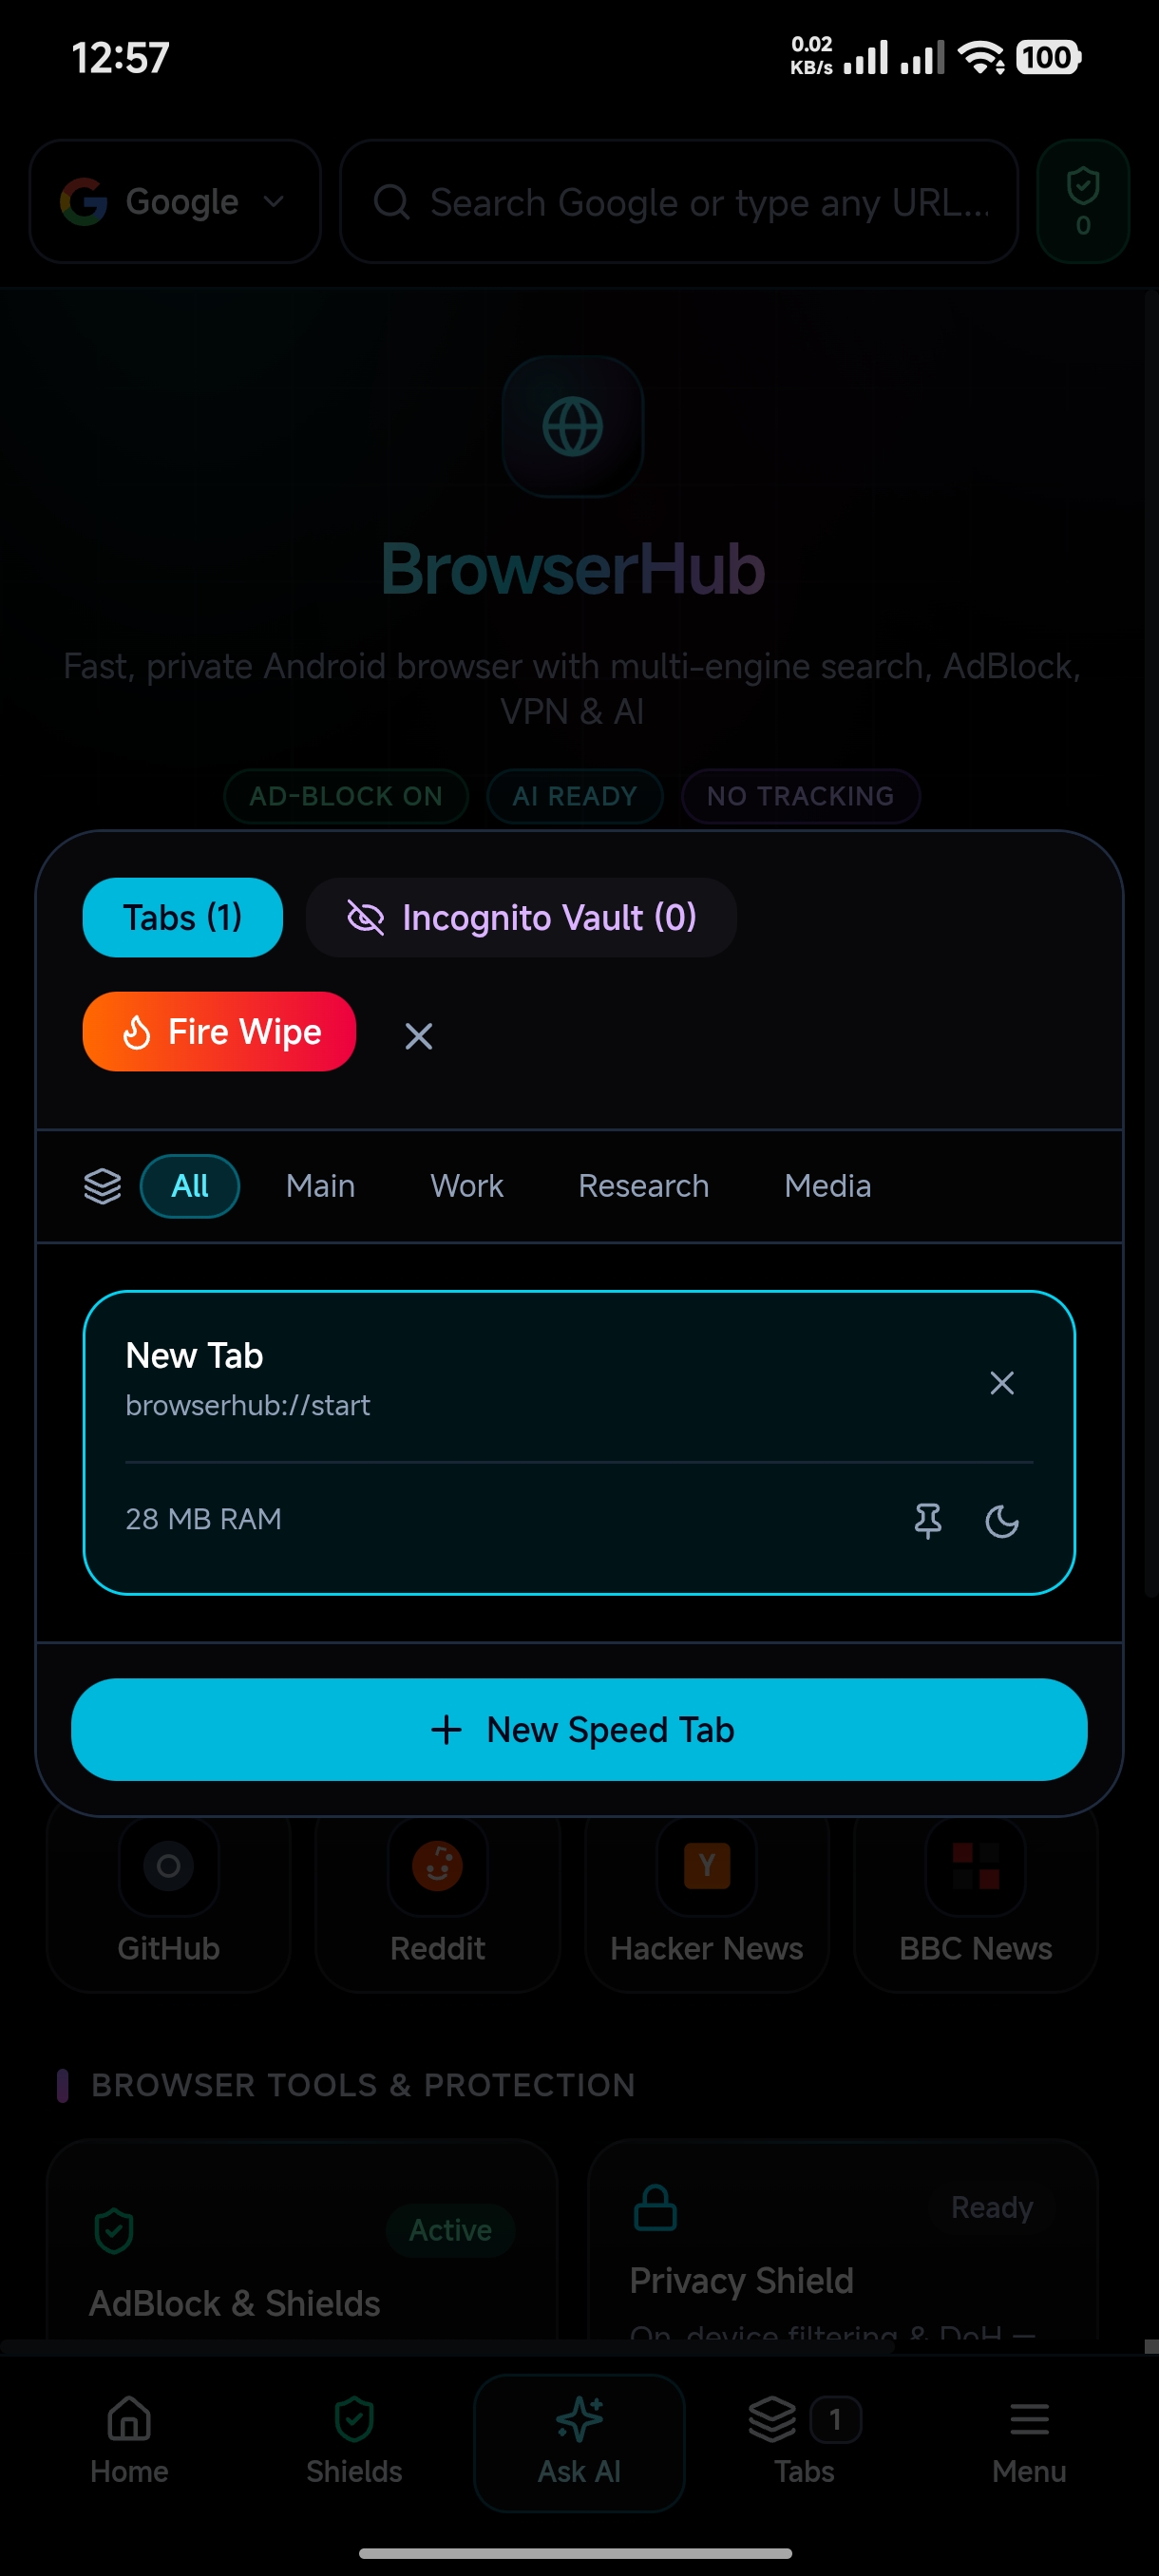 12:57
0.02
KB/s
100
Google
Search Google or type any URL...
0
BrowserHub
Fast, private Android browser with multi-engine search, AdBlock,
VPN & AI
AD-BLOCK ON
AI READY
NO TRACKING
Tabs (1)
Incognito Vault (0)
Fire Wipe
All
Main
Work
Research
Media
New Tab
browserhub://start
28 MB RAM
New Speed Tab
Y
GitHub
Reddit
Hacker News
BBC News
BROWSER TOOLS & PROTECTION
Active
AdBlock & Shields
Ready
Privacy Shield
On-device filtering & DoH —
Home
Shields
Ask AI
1
Tabs
Menu